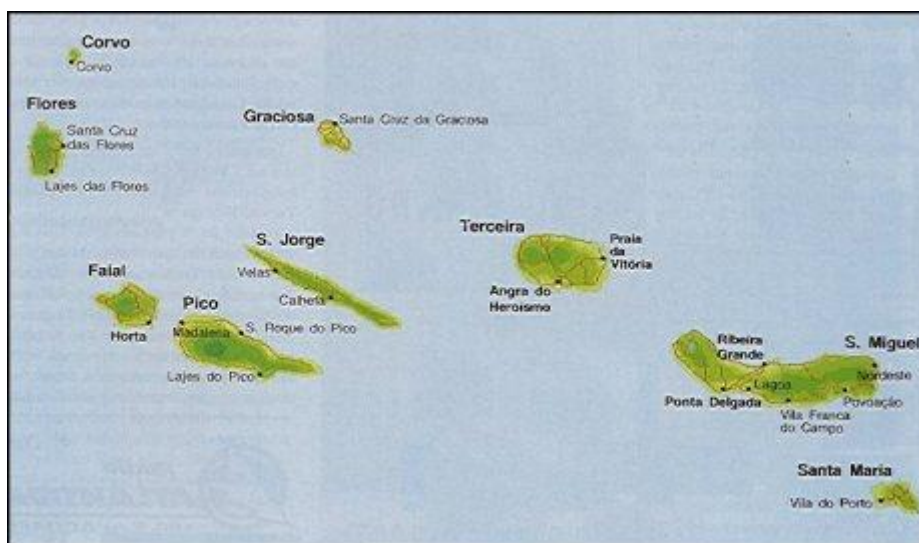 Corvo
Corvo
Flores
Santa Cruz
das Flores
Lajes das Flores
Graciosa
Santa Cruz da Graciosa
S. Jorge
Velas
Calheta
Terceira
Praia
da
Vitória
Angra do
Heroísmo
Faial
Horta
Pico
Madalena
S. Roque do Pico
Lajes do Pico
S. Miguel
Ribeira
Grande
Nordeste
Lagoa
Ponta Delgada
Povoação
Vila Franca
do Campo
Santa Maria
Vila do Porto